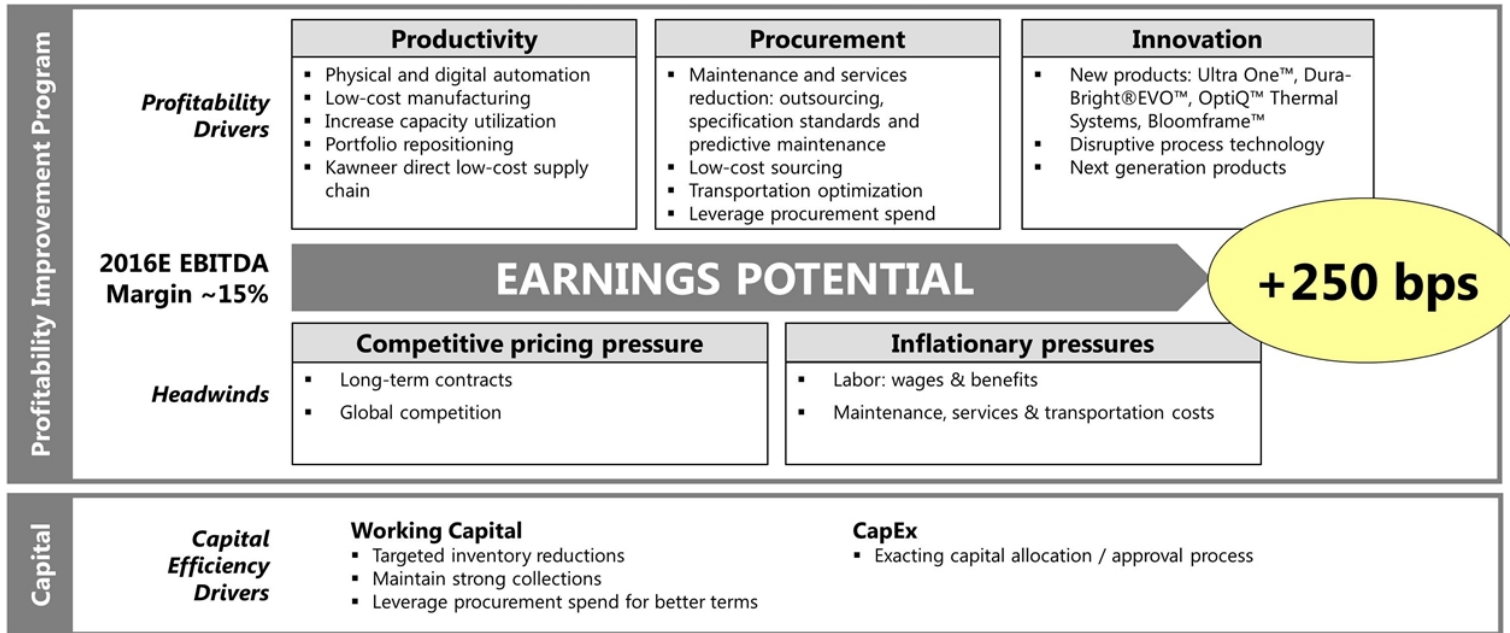 Profitability Improvement Program
Profitability
Drivers
Productivity
▪ Physical and digital automation
▪ Low-cost manufacturing
▪ Increase capacity utilization
▪ Portfolio repositioning
▪ Kawneer direct low-cost supply
chain
Procurement
▪ Maintenance and services
reduction: outsourcing,
specification standards and
predictive maintenance
▪ Low-cost sourcing
▪ Transportation optimization
▪ Leverage procurement spend
Innovation
▪ New products: Ultra One™, Dura-
Bright®EVO™, OptiQ™ Thermal
Systems, Bloomframe™
▪ Disruptive process technology
▪ Next generation products
2016E EBITDA
Margin ~15%
EARNINGS POTENTIAL
+250 bps
Headwinds
Competitive pricing pressure
▪ Long-term contracts
▪ Global competition
Inflationary pressures
▪ Labor: wages & benefits
▪ Maintenance, services & transportation costs
Capital
Capital
Efficiency
Drivers
Working Capital
▪ Targeted inventory reductions
▪ Maintain strong collections
▪ Leverage procurement spend for better terms
CapEx
▪ Exacting capital allocation / approval process